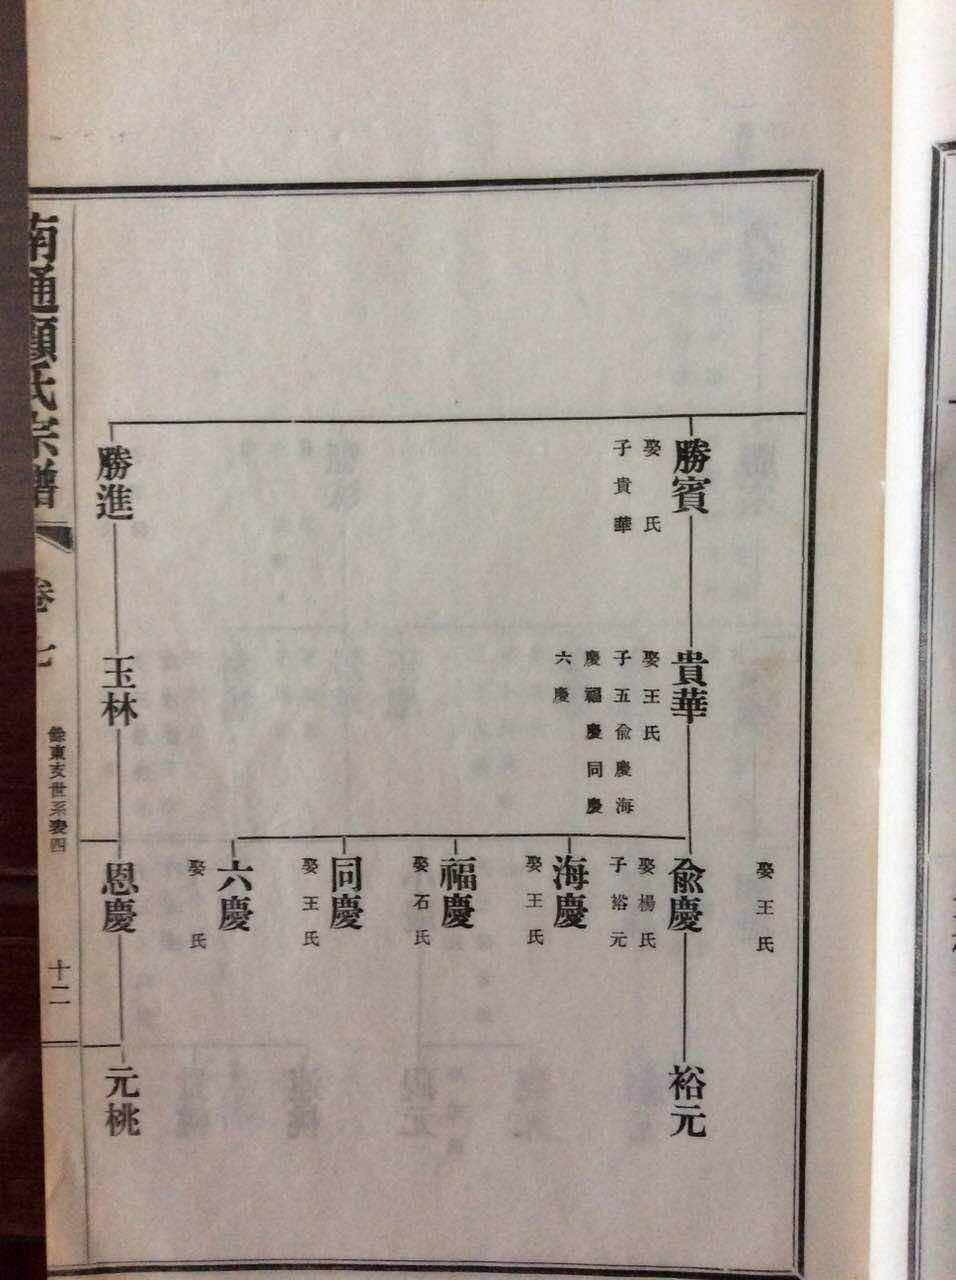 娶王氏
勝賓
娶　氏
子貴華
貴華
娶王氏
子五俞慶海
慶福慶同慶
六慶
俞慶
娶楊氏
子裕元
裕元
海慶
娶王氏
福慶
娶石氏
同慶
娶王氏
六慶
娶　氏
勝進
玉林
恩慶
元桃
南通顧氏宗譜
卷七
餘東支世系表四
十二